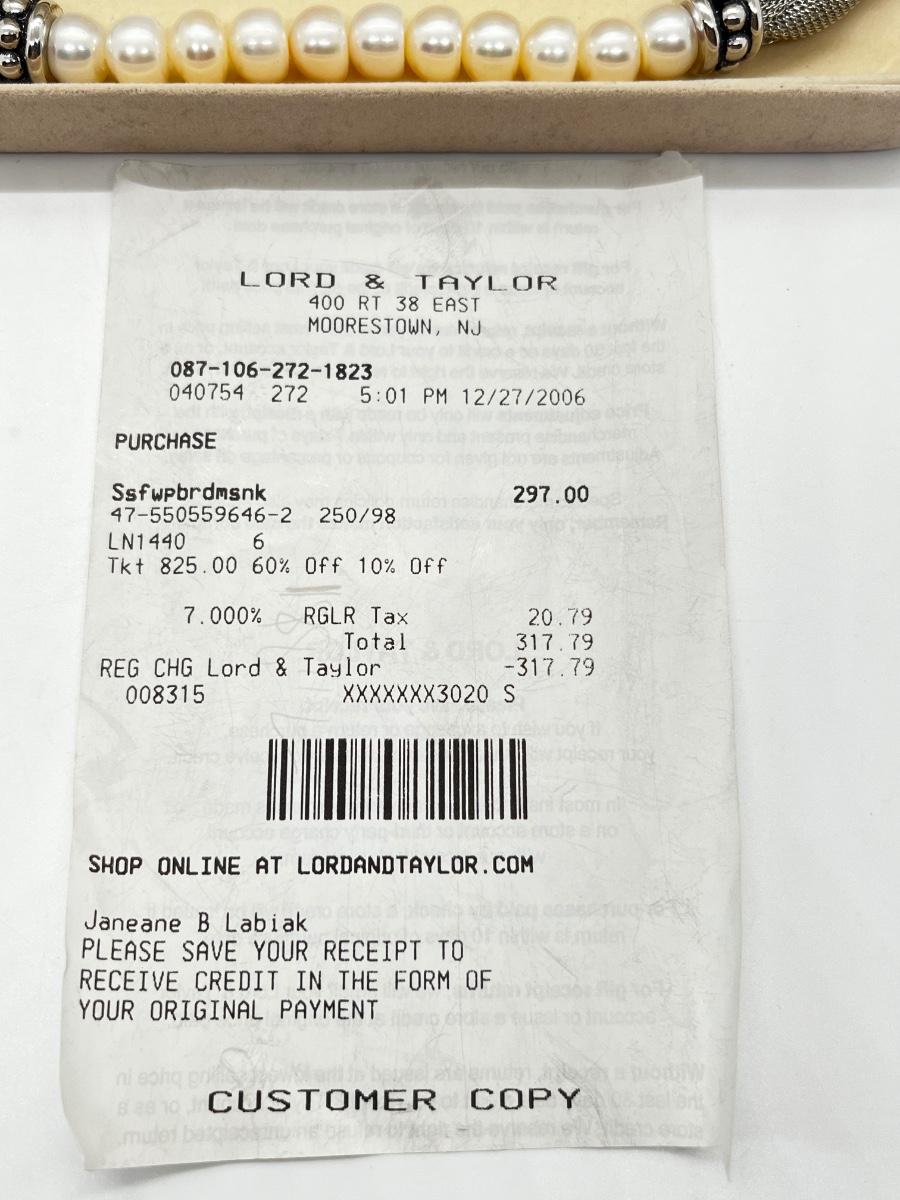 LORD & TAYLOR
400 RT 38 EAST
MOORESTOWN, NJ
087-106-272-1823
040754 272 5:01 PM 12/27/2006
PURCHASE
Ssfwpbrdmsnk 297.00
47-550559646-2 250/98
LN1440 6
Tkt 825.00 60% Off 10% Off
7.000% RGLR Tax 20.79
Total 317.79
REG CHG Lord & Taylor -317.79
008315 XXXXXXX3020 S
SHOP ONLINE AT LORDANDTAYLOR.COM
Janeane B Labiak
PLEASE SAVE YOUR RECEIPT TO
RECEIVE CREDIT IN THE FORM OF
YOUR ORIGINAL PAYMENT
CUSTOMER COPY